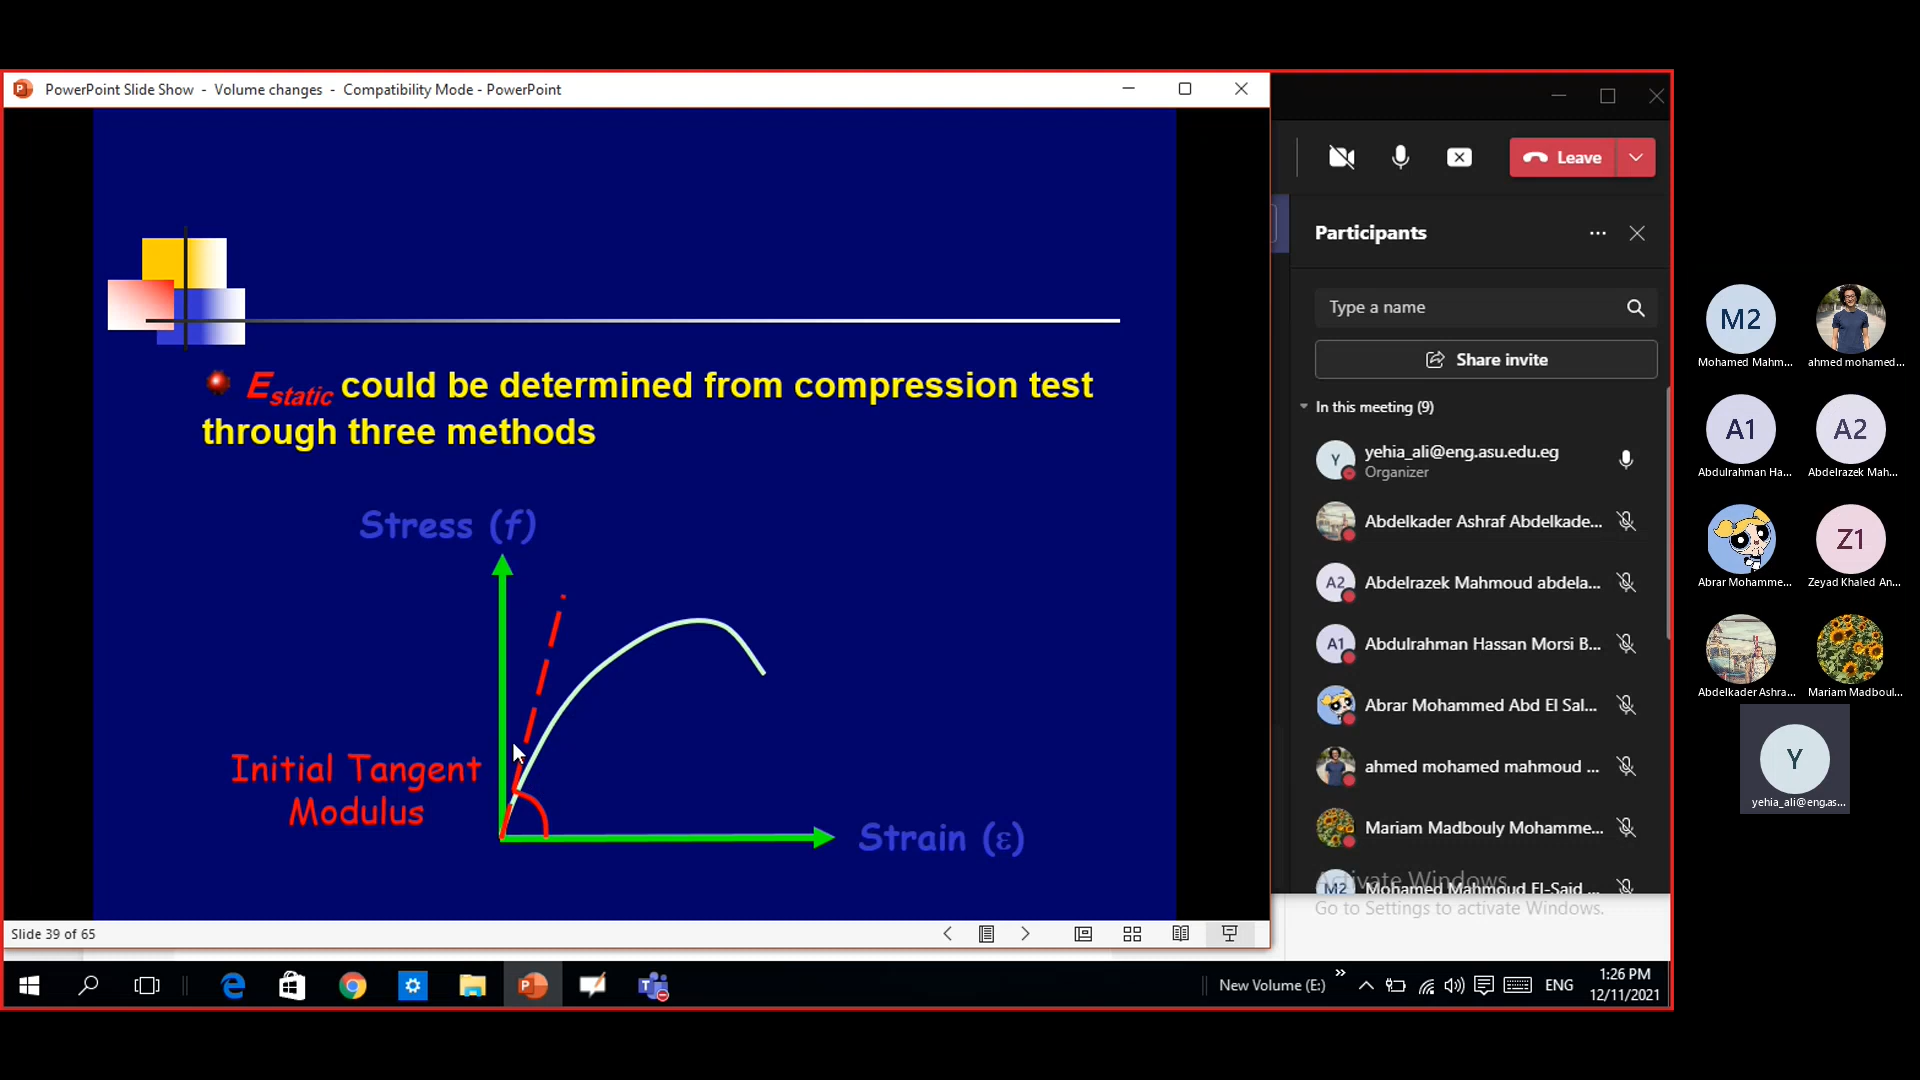 PowerPoint Slide Show - Volume changes - Compatibility Mode - PowerPoint
E static could be determined from compression test
through three methods
Stress (f)
Initial Tangent
Modulus
Strain (ε)
Slide 39 of 65
Leave
Participants
Type a name
Share invite
In this meeting (9)
Y
yehia_ali@eng.asu.edu.eg
Organizer
Abdelkader Ashraf Abdelkade...
A2
Abdelrazek Mahmoud abdela...
A1
Abdulrahman Hassan Morsi B...
Abrar Mohammed Abd El Sal...
ahmed mohamed mahmoud ...
Mariam Madbouly Mohamme...
M2
Mohamed Mahmoud El-Said ...
Activate Windows
Go to Settings to activate Windows.
M2
Mohamed Mahm...
ahmed mohamed...
A1
Abdulrahman Ha...
A2
Abdelrazek Mah...
Abrar Mohamme...
Z1
Zeyad Khaled An...
Abdelkader Ashra...
Mariam Madboul...
Y
yehia_ali@eng.as...
New Volume (E:)
ENG
1:26 PM
12/11/2021